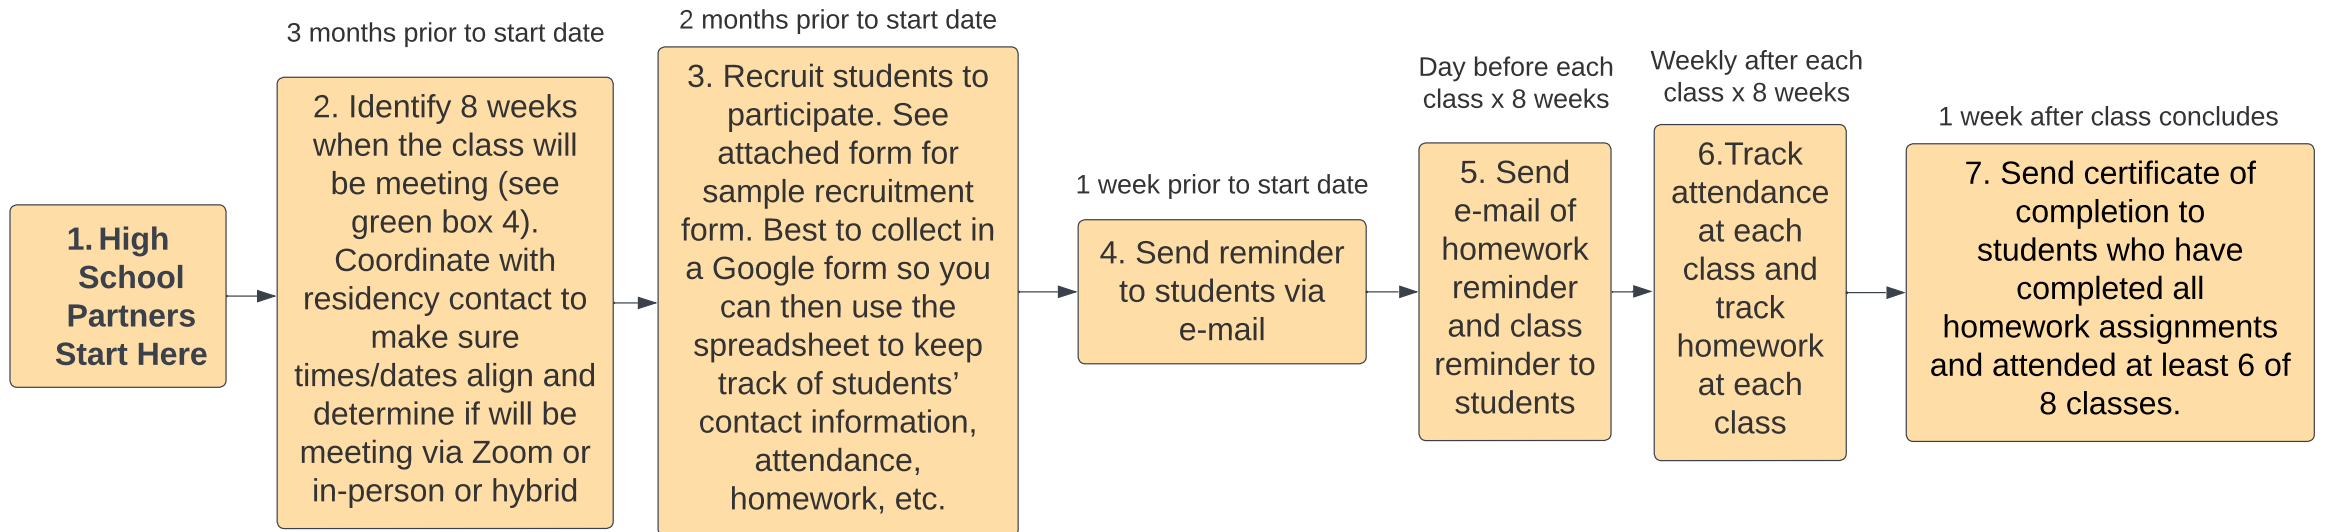 1. High
School
Partners
Start Here
3 months prior to start date
2. Identify 8 weeks
when the class will
be meeting (see
green box 4).
Coordinate with
residency contact to
make sure
times/dates align and
determine if will be
meeting via Zoom or
in-person or hybrid
2 months prior to start date
3. Recruit students to
participate. See
attached form for
sample recruitment
form. Best to collect in
a Google form so you
can then use the
spreadsheet to keep
track of students’
contact information,
attendance,
homework, etc.
1 week prior to start date
4. Send reminder
to students via
e-mail
Day before each
class x 8 weeks
5. Send
e-mail of
homework
reminder
and class
reminder to
students
Weekly after each
class x 8 weeks
6.Track
attendance
at each
class and
track
homework
at each
class
1 week after class concludes
7. Send certificate of
completion to
students who have
completed all
homework assignments
and attended at least 6 of
8 classes.